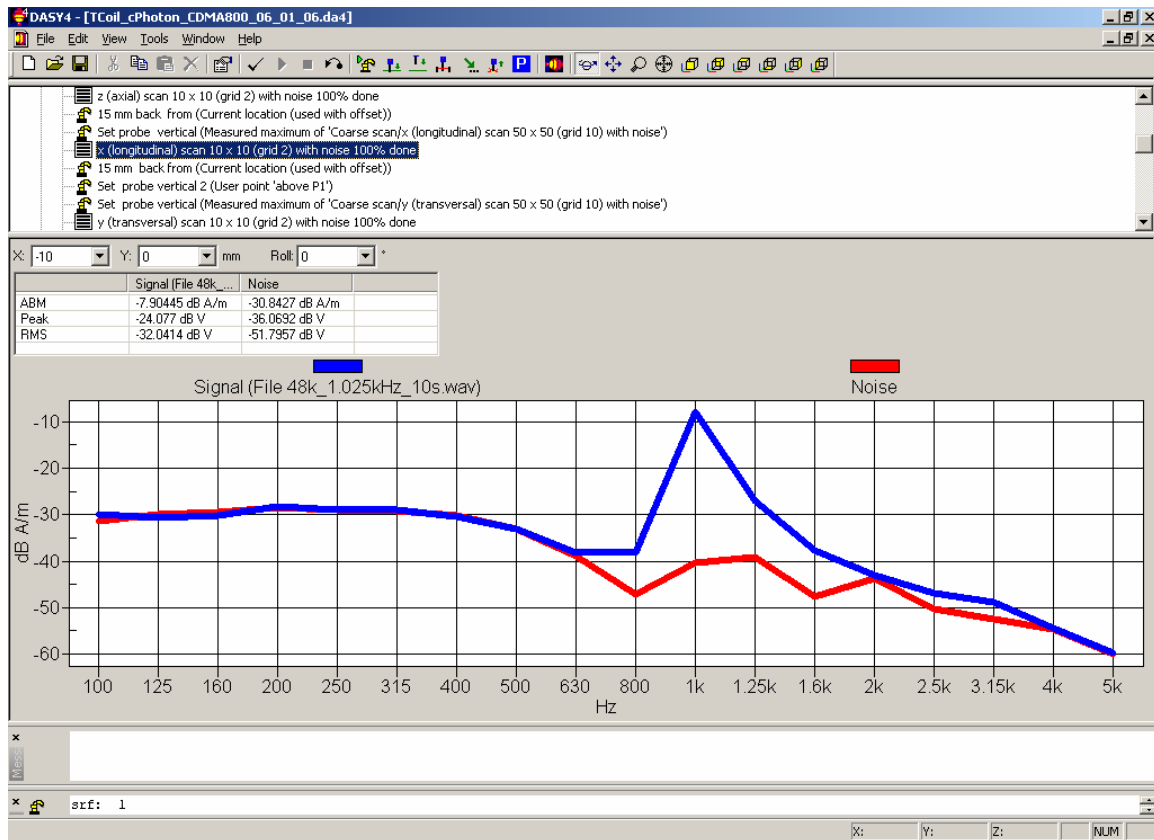 DASY4 - [TCoil_cPhoton_CDMA800_06_01_06.da4]
File Edit View Tools Window Help
P
z (axial) scan 10 x 10 (grid 2) with noise 100% done
15 mm back from (Current location (used with offset))
Set probe vertical (Measured maximum of 'Coarse scan/x (longitudinal) scan 50 x 50 (grid 10) with noise')
x (longitudinal) scan 10 x 10 (grid 2) with noise 100% done
15 mm back from (Current location (used with offset))
Set probe vertical 2 (User point 'above P1')
Set probe vertical (Measured maximum of 'Coarse scan/y (transversal) scan 50 x 50 (grid 10) with noise')
y (transversal) scan 10 x 10 (grid 2) with noise 100% done
X: -10 Y: 0 mm Roll: 0 °
Signal (File 48k_... Noise
ABM -7.90445 dB A/m -30.8427 dB A/m
Peak -24.077 dB V -36.0692 dB V
RMS -32.0414 dB V -51.7957 dB V
Signal (File 48k_1.025kHz_10s.wav) Noise
-10
-20
-30
-40
-50
-60
dB A/m
100 125 160 200 250 315 400 500 630 800 1k 1.25k 1.6k 2k 2.5k 3.15k 4k 5k
Hz
Mess
srf: 1
X: Y: Z: NUM